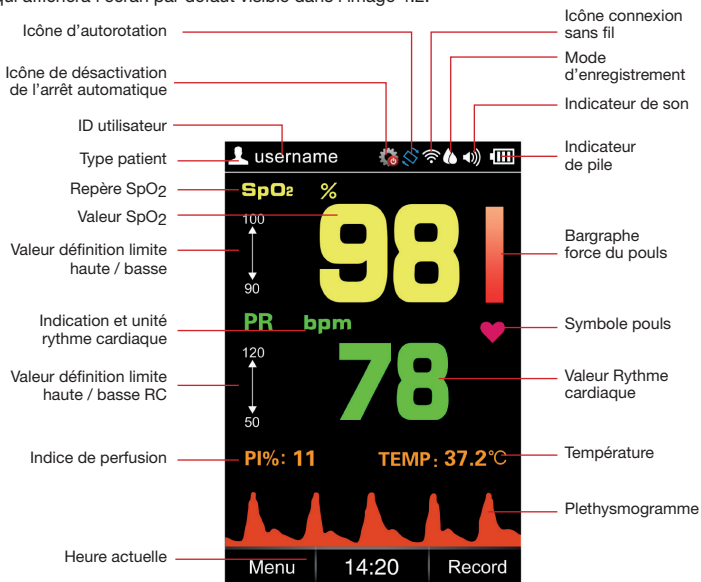 Icône connexion
sans fil
Icône d'autorotation
Mode
d'enregistrement
Icône de désactivation
de l'arrêt automatique
Indicateur de son
ID utilisateur
Indicateur
de pile
Type patient
username
Repère SpO2
SpO2 %
Valeur SpO2
98
100
Valeur définition limite
haute / basse
90
Bargraphe
force du pouls
Indication et unité
rythme cardiaque
PR bpm
Symbole pouls
120
Valeur définition limite
haute / basse RC
50
78
Valeur Rythme
cardiaque
Indice de perfusion
PI%: 11 TEMP: 37.2°C
Température
Plethysmogramme
Heure actuelle
Menu 14:20 Record